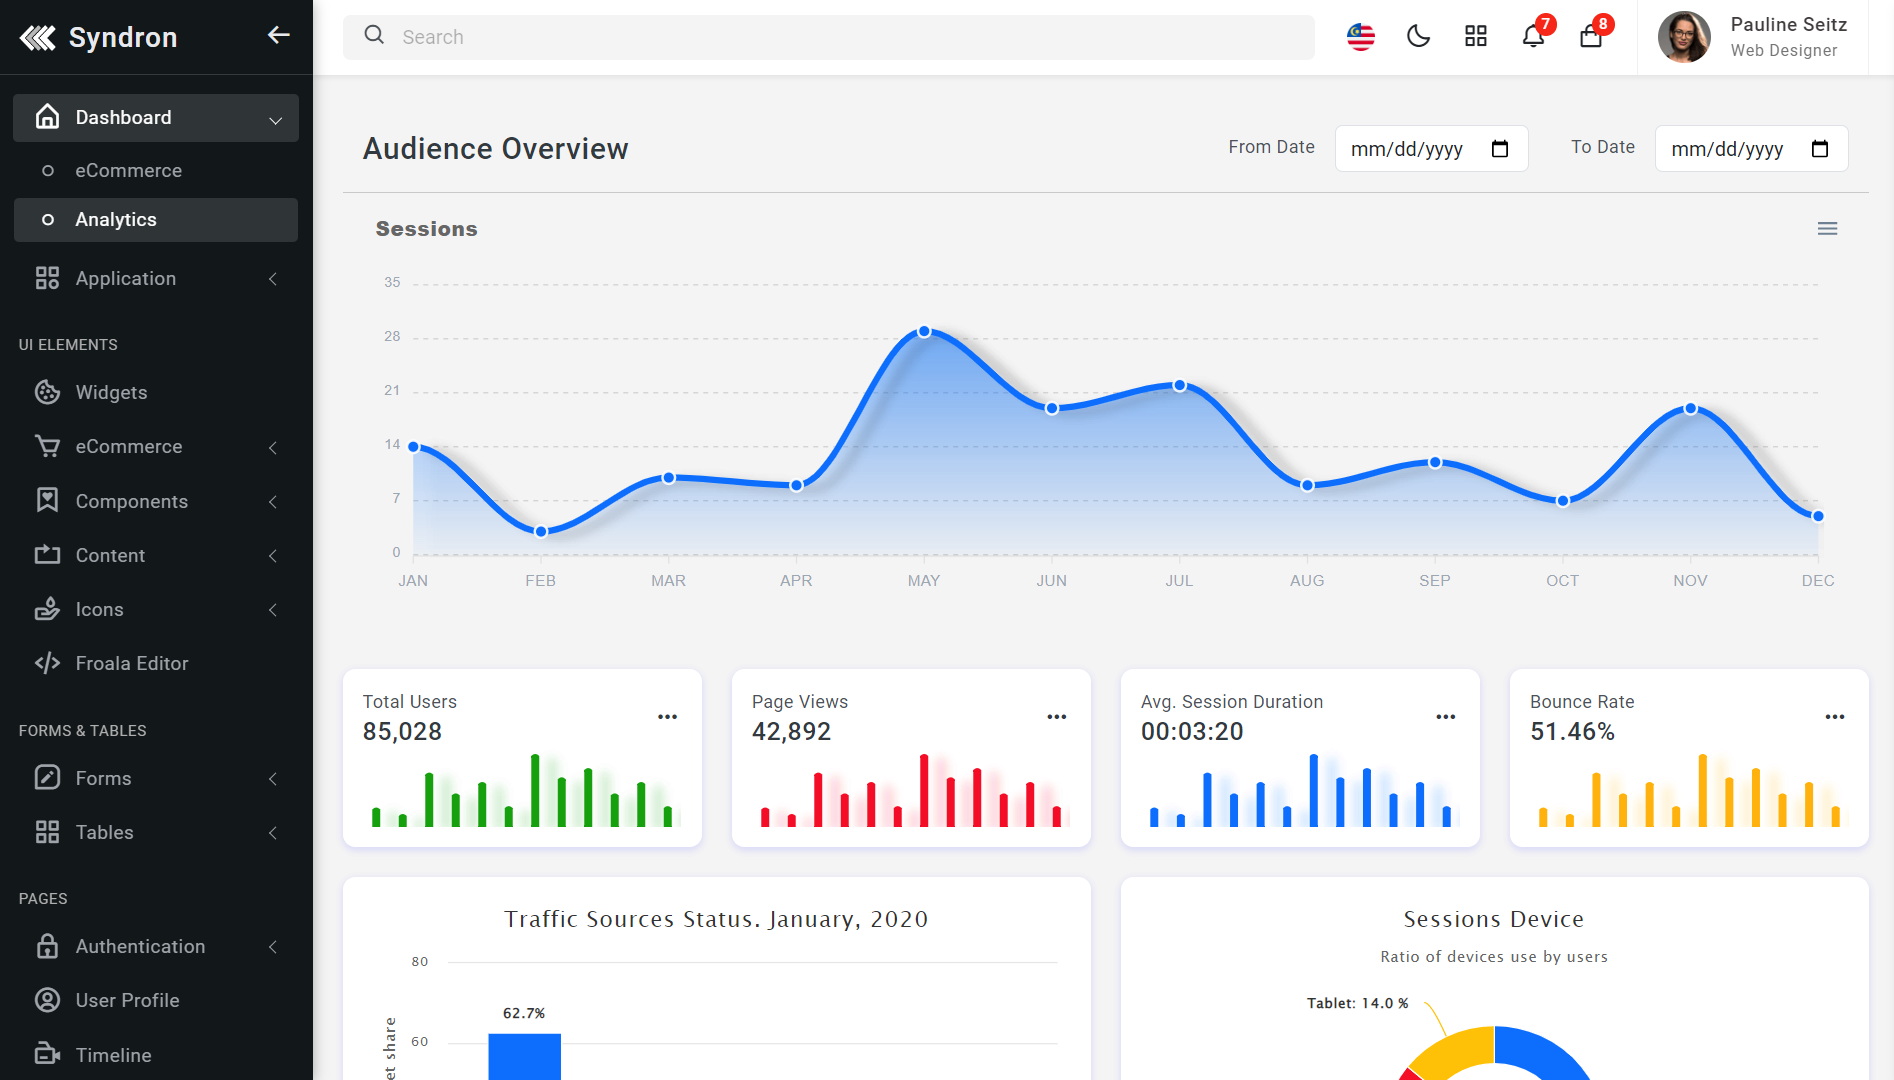 Syndron
Search
7
8
Pauline Seitz
Web Designer
Dashboard
eCommerce
Analytics
Application
UI ELEMENTS
Widgets
eCommerce
Components
Content
Icons
Froala Editor
FORMS & TABLES
Forms
Tables
PAGES
Authentication
User Profile
Timeline
Audience Overview
From Date
mm/dd/yyyy
To Date
mm/dd/yyyy
Sessions
35
28
21
14
7
0
JAN FEB MAR APR MAY JUN JUL AUG SEP OCT NOV DEC
Total Users
85,028
Page Views
42,892
Avg. Session Duration
00:03:20
Bounce Rate
51.46%
Traffic Sources Status. January, 2020
80
62.7%
60
Sessions Device
Ratio of devices use by users
Tablet: 14.0 %